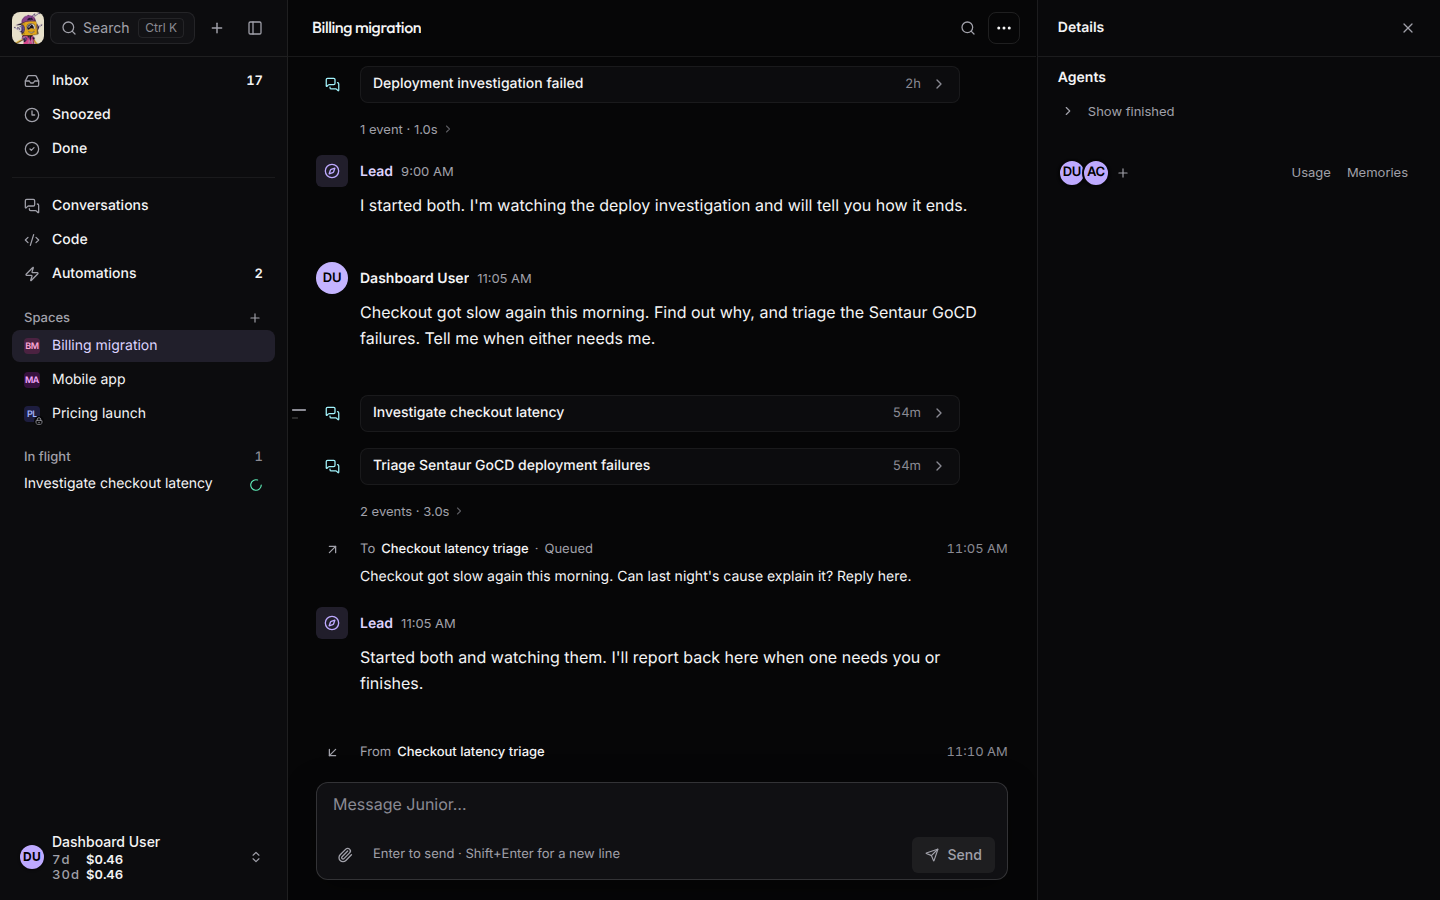 Search Ctrl K
Inbox 17
Snoozed
Done
Conversations
Code
Automations 2
Spaces
BM Billing migration
MA Mobile app
PL Pricing launch
In flight 1
Investigate checkout latency
DU Dashboard User
7d $0.46
30d $0.46
Billing migration
Deployment investigation failed 2h
1 event · 1.0s
Lead 9:00 AM
I started both. I'm watching the deploy investigation and will tell you how it ends.
DU Dashboard User 11:05 AM
Checkout got slow again this morning. Find out why, and triage the Sentaur GoCD
failures. Tell me when either needs me.
Investigate checkout latency 54m
Triage Sentaur GoCD deployment failures 54m
2 events · 3.0s
To Checkout latency triage · Queued 11:05 AM
Checkout got slow again this morning. Can last night's cause explain it? Reply here.
Lead 11:05 AM
Started both and watching them. I'll report back here when one needs you or
finishes.
From Checkout latency triage 11:10 AM
Message Junior...
Enter to send · Shift+Enter for a new line
Send
Details
Agents
Show finished
DU AC Usage Memories